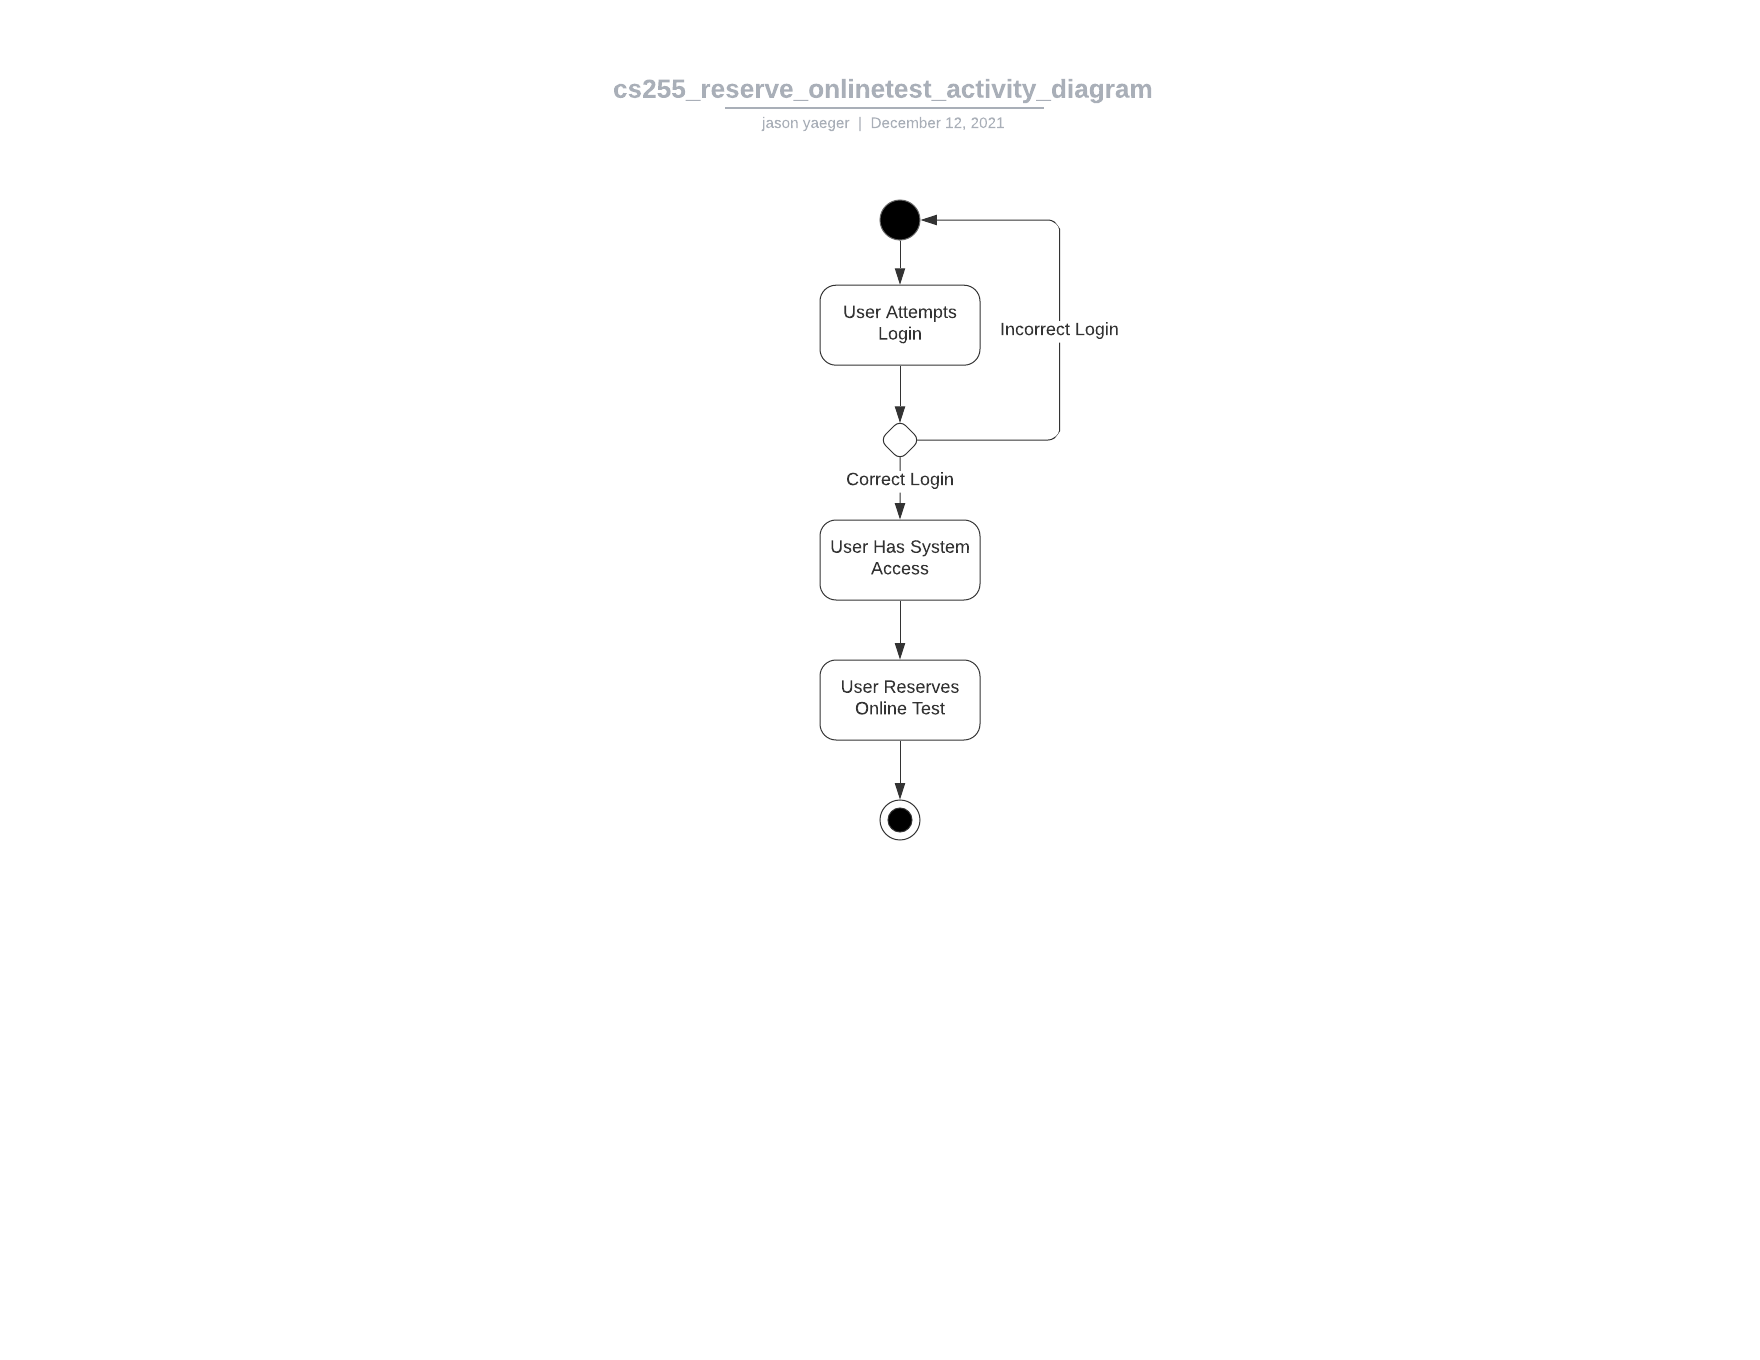 cs255_reserve_onlinetest_activity_diagram
jason yaeger | December 12, 2021
User Attempts
Login
Incorrect Login
Correct Login
User Has System
Access
User Reserves
Online Test